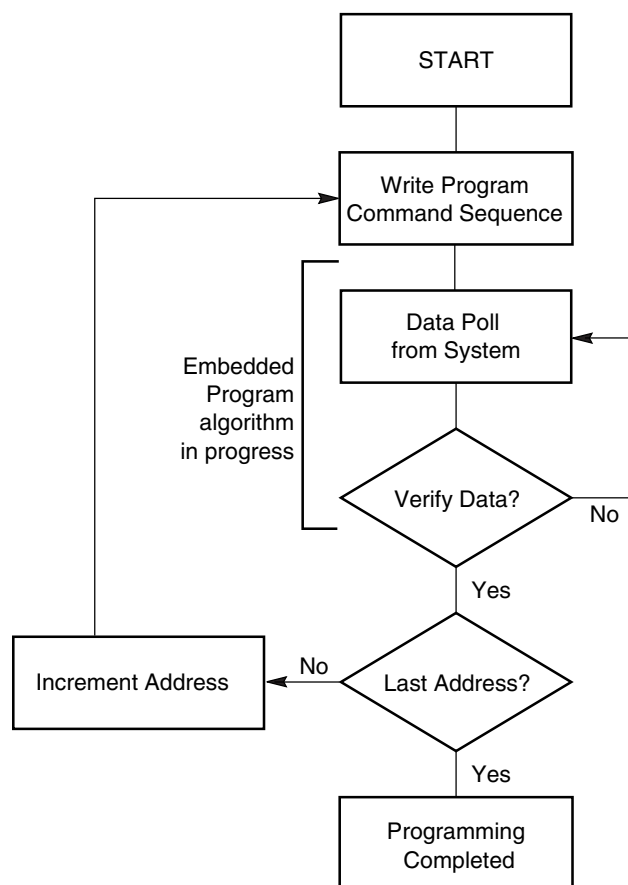 START
Write Program
Command Sequence
Data Poll
from System
Embedded
Program
algorithm
in progress
Verify Data?
No
Yes
Increment Address
No
Last Address?
Yes
Programming
Completed